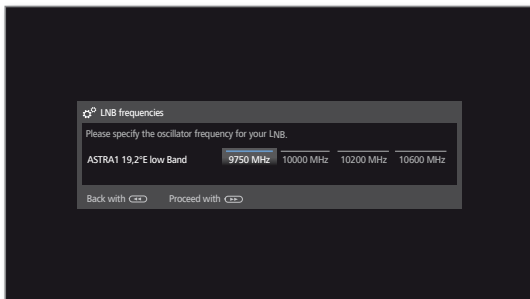 LNB frequencies
Please specify the oscillator frequency for your LNB.
ASTRA1 19,2°E low Band 9750 MHz 10000 MHz 10200 MHz 10600 MHz
Back with Proceed with